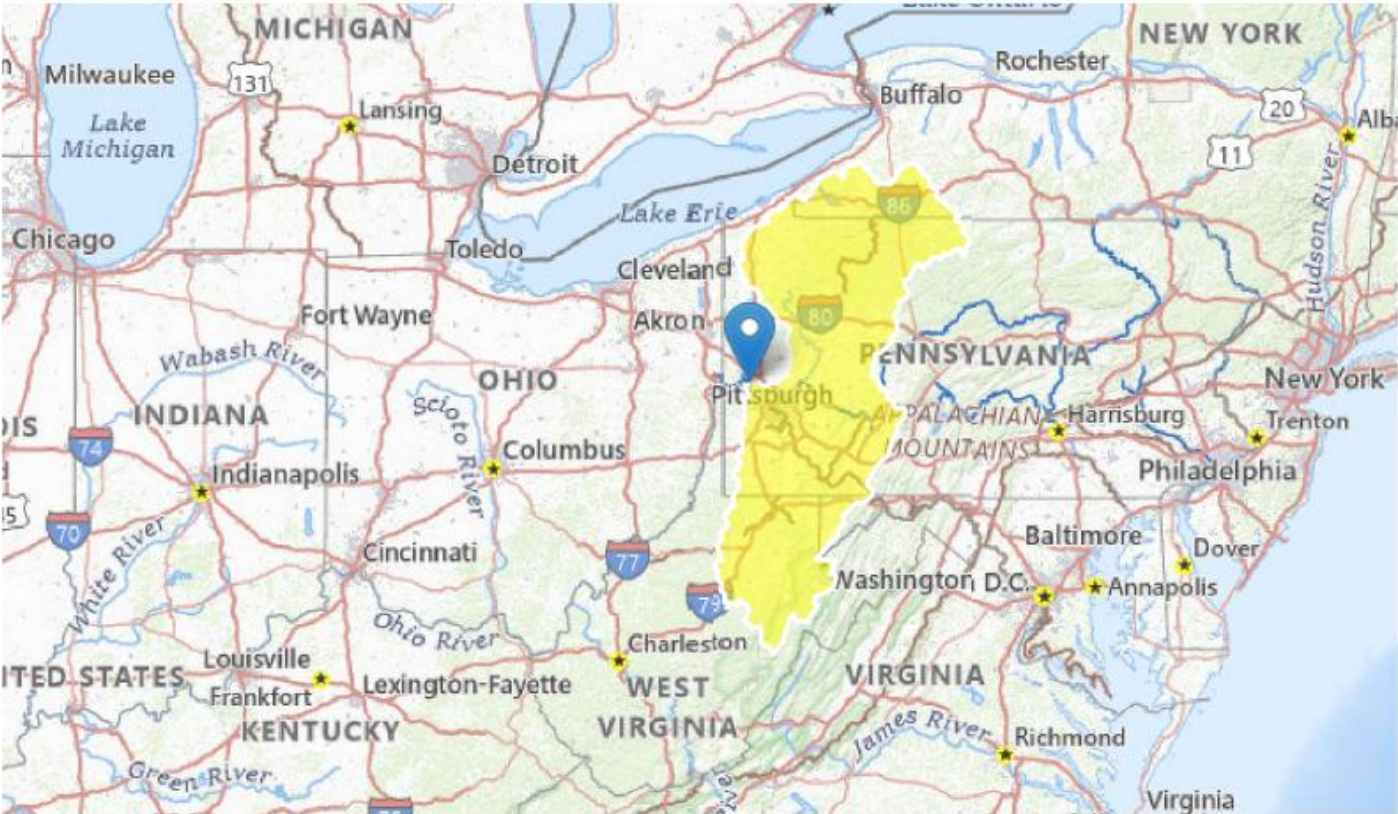 MICHIGAN
NEW YORK
Rochester
Milwaukee
131
Buffalo
20
Lansing
Lake
Michigan
11
Detroit
Hudson River
86
Lake Erie
Chicago
Toledo
Cleveland
Fort Wayne
Akron
80
Wabash River
PENNSYLVANIA
OHIO
New York
Pittsburgh
Scioto River
INDIANA
APPALACHIAN
MOUNTAINS
Harrisburg
Trenton
74
Columbus
Indianapolis
Philadelphia
70
White River
Baltimore
Cincinnati
77
Dover
Washington D.C.
Annapolis
79
Ohio River
Charleston
Louisville
ITED STATES
Frankfort
Lexington-Fayette
WEST
VIRGINIA
VIRGINIA
KENTUCKY
James River
Richmond
Green River
Virginia